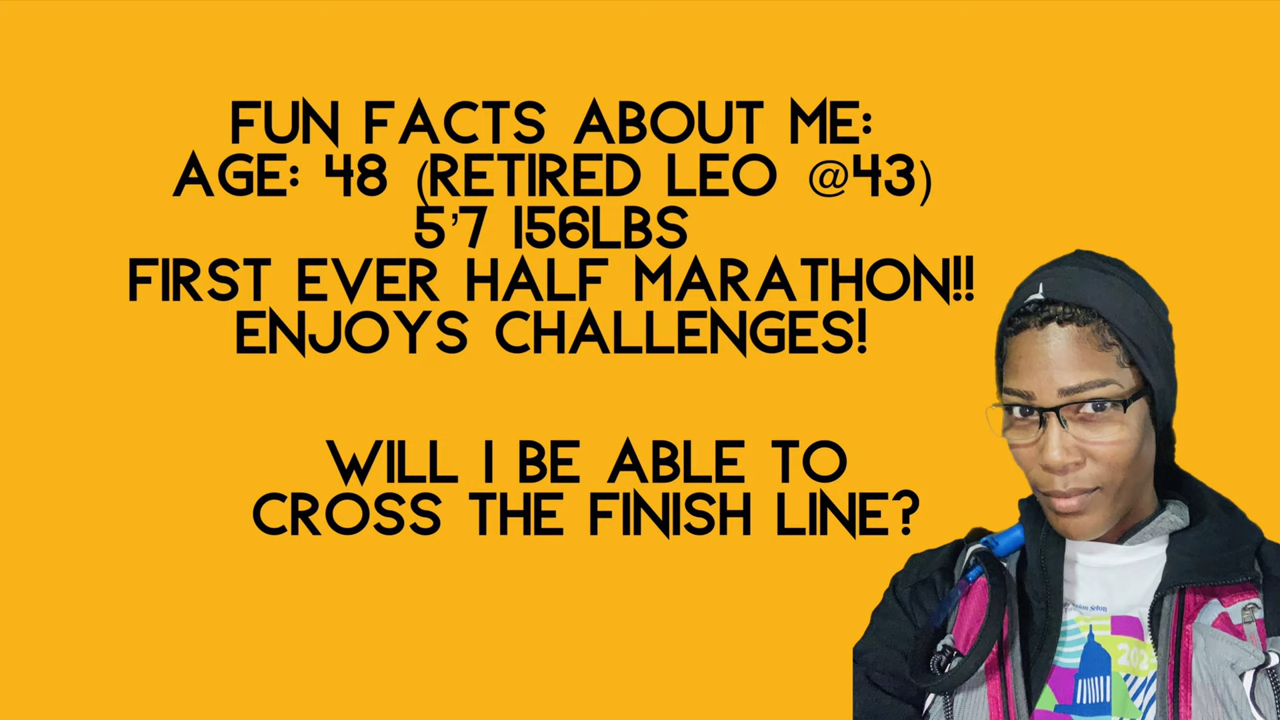 FUN FACTS ABOUT ME:
AGE: 48 (RETIRED LEO @43)
5'7 156LBS
FIRST EVER HALF MARATHON!!
ENJOYS CHALLENGES!
WILL I BE ABLE TO
CROSS THE FINISH LINE?
Seton